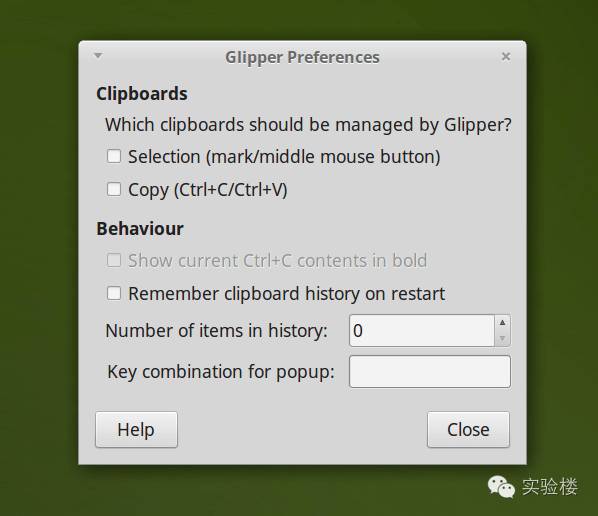 Glipper Preferences
Clipboards
Which clipboards should be managed by Glipper?
Selection (mark/middle mouse button)
Copy (Ctrl+C/Ctrl+V)
Behaviour
Show current Ctrl+C contents in bold
Remember clipboard history on restart
Number of items in history: 0
Key combination for popup:
Help Close
实验楼